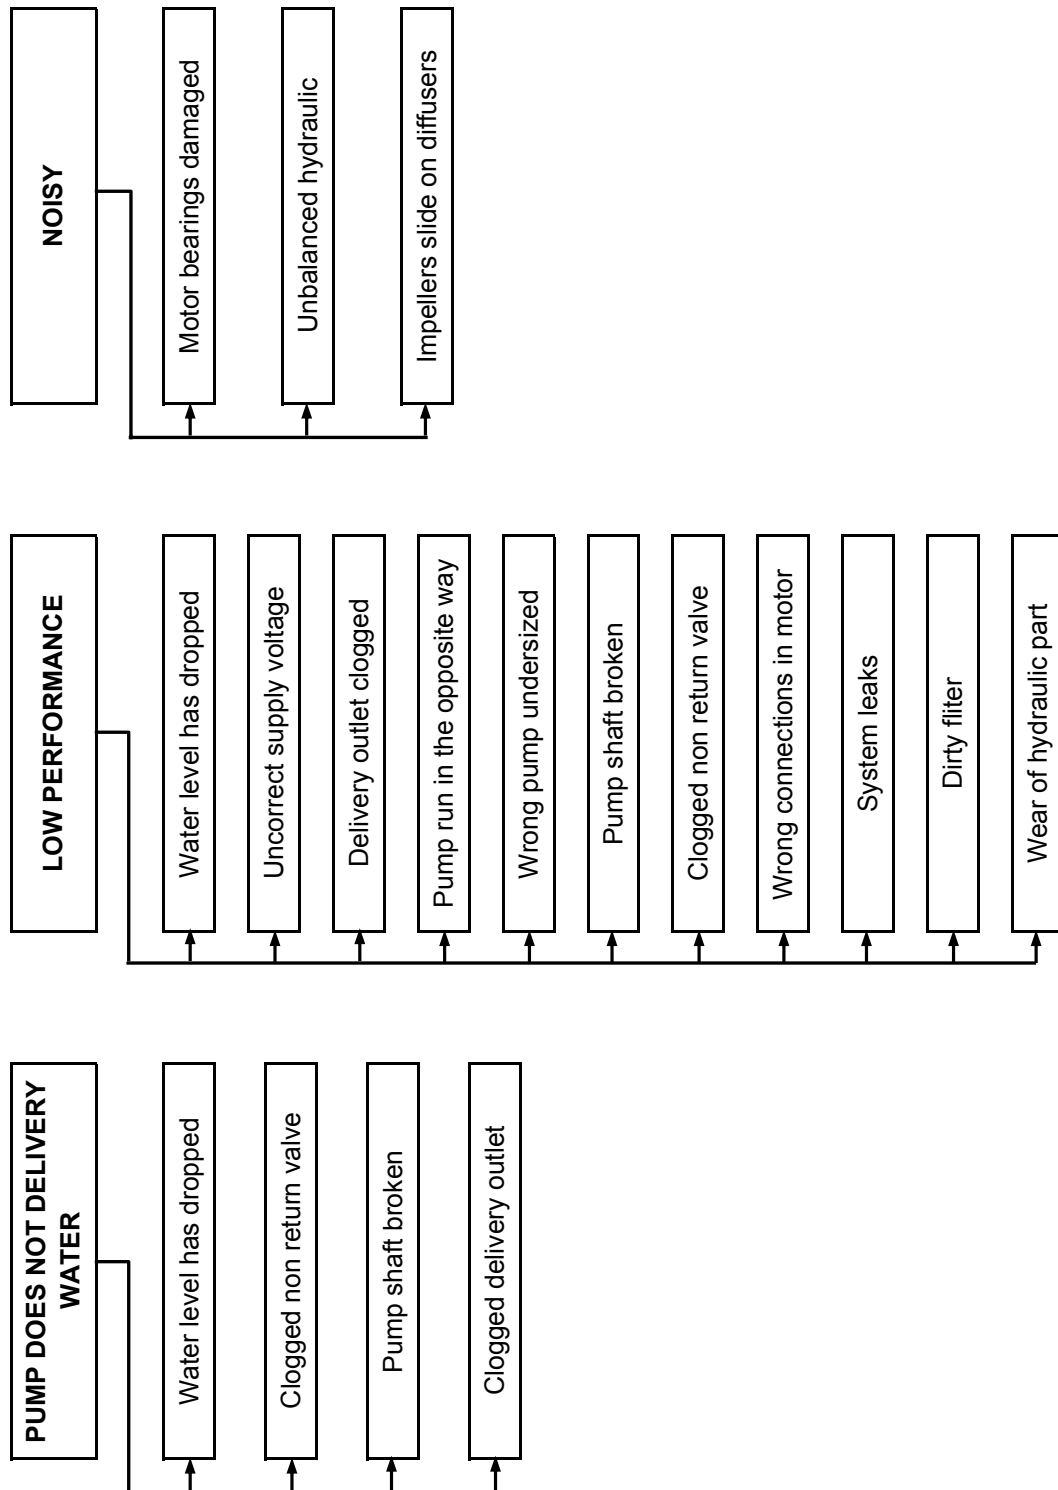 PUMP DOES NOT DELIVERY
WATER
Water level has dropped
Clogged non return valve
Pump shaft broken
Clogged delivery outlet
LOW PERFORMANCE
Water level has dropped
Uncorrect supply voltage
Delivery outlet clogged
Pump run in the opposite way
Wrong pump undersized
Pump shaft broken
Clogged non return valve
Wrong connections in motor
System leaks
Dirty fliter
Wear of hydraulic part
NOISY
Motor bearings damaged
Unbalanced hydraulic
Impellers slide on diffusers